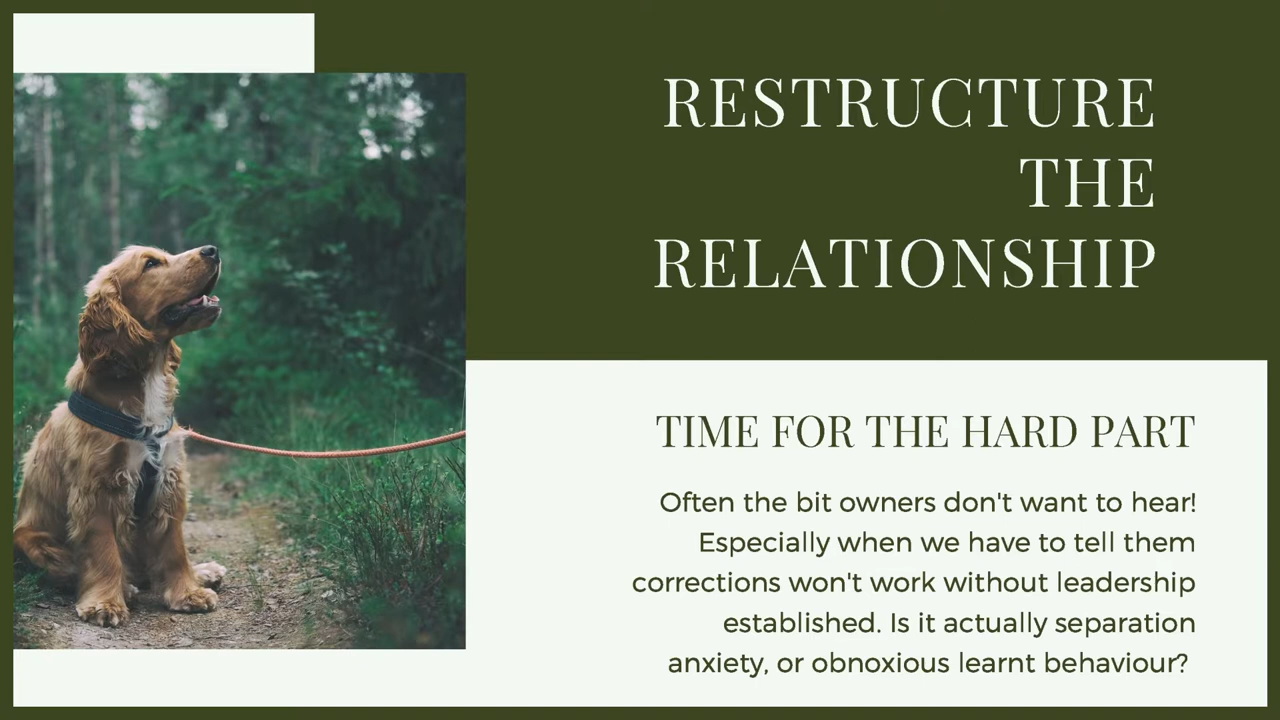 RESTRUCTURE
THE
RELATIONSHIP
TIME FOR THE HARD PART
Often the bit owners don't want to hear!
Especially when we have to tell them
corrections won't work without leadership
established. Is it actually separation
anxiety, or obnoxious learnt behaviour?